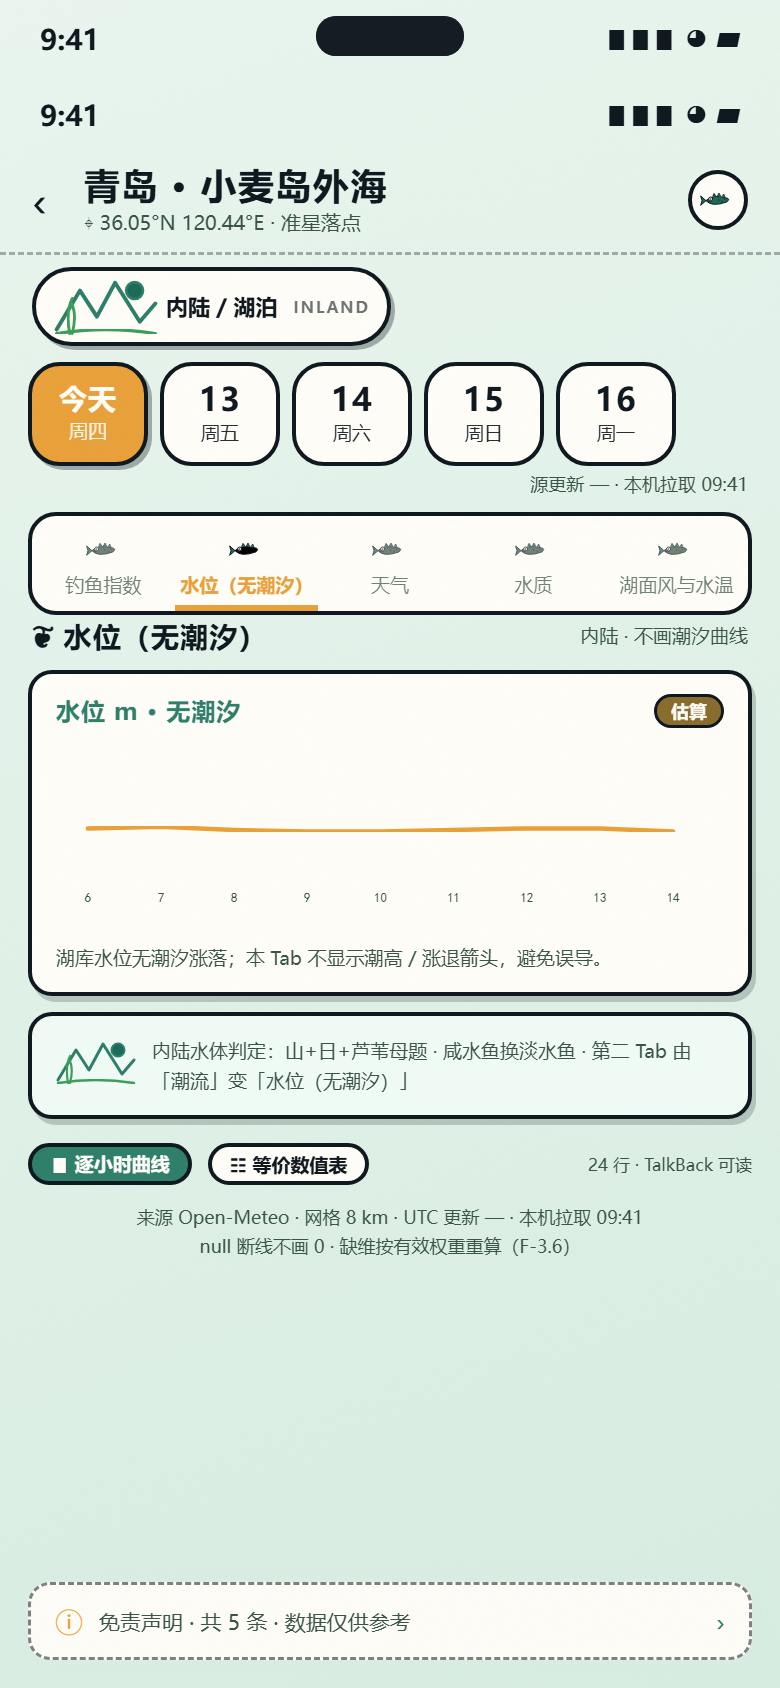 9:41
9:41
‹ 青岛 · 小麦岛外海
⌖ 36.05°N 120.44°E · 准星落点
内陆 / 湖泊 INLAND
今天 13 14 15 16
周四 周五 周六 周日 周一
源更新 — · 本机拉取 09:41
钓鱼指数 水位（无潮汐） 天气 水质 湖面风与水温
❦ 水位（无潮汐） 内陆 · 不画潮汐曲线
水位 m · 无潮汐 估算
6 7 8 9 10 11 12 13 14
湖库水位无潮汐涨落；本 Tab 不显示潮高 / 涨退箭头，避免误导。
内陆水体判定：山+日+芦苇母题 · 咸水鱼换淡水鱼 · 第二 Tab 由
「潮流」变「水位（无潮汐）」
逐小时曲线 ☷ 等价数值表 24 行 · TalkBack 可读
来源 Open-Meteo · 网格 8 km · UTC 更新 — · 本机拉取 09:41
null 断线不画 0 · 缺维按有效权重重算（F-3.6）
ⓘ 免责声明 · 共 5 条 · 数据仅供参考 ›